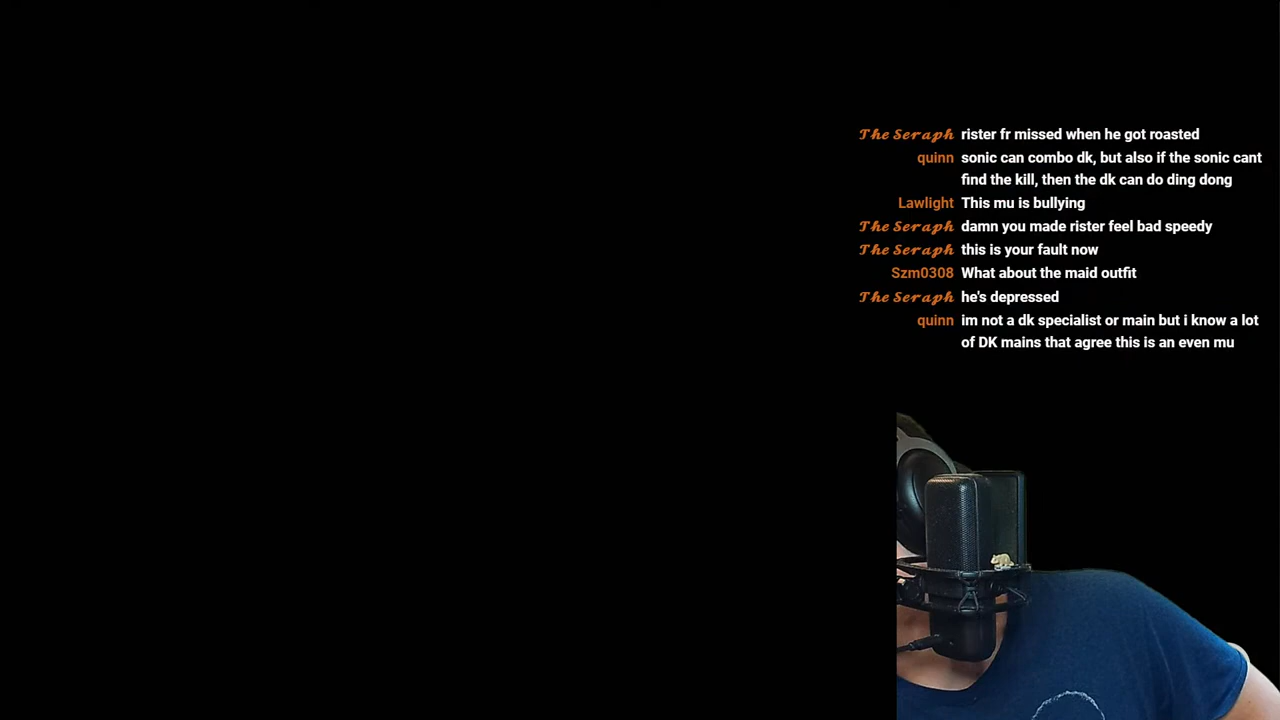 The Seraph rister fr missed when he got roasted
quinn sonic can combo dk, but also if the sonic cant
find the kill, then the dk can do ding dong
Lawlight This mu is bullying
The Seraph damn you made rister feel bad speedy
The Seraph this is your fault now
Szm0308 What about the maid outfit
The Seraph he's depressed
quinn im not a dk specialist or main but i know a lot
of DK mains that agree this is an even mu